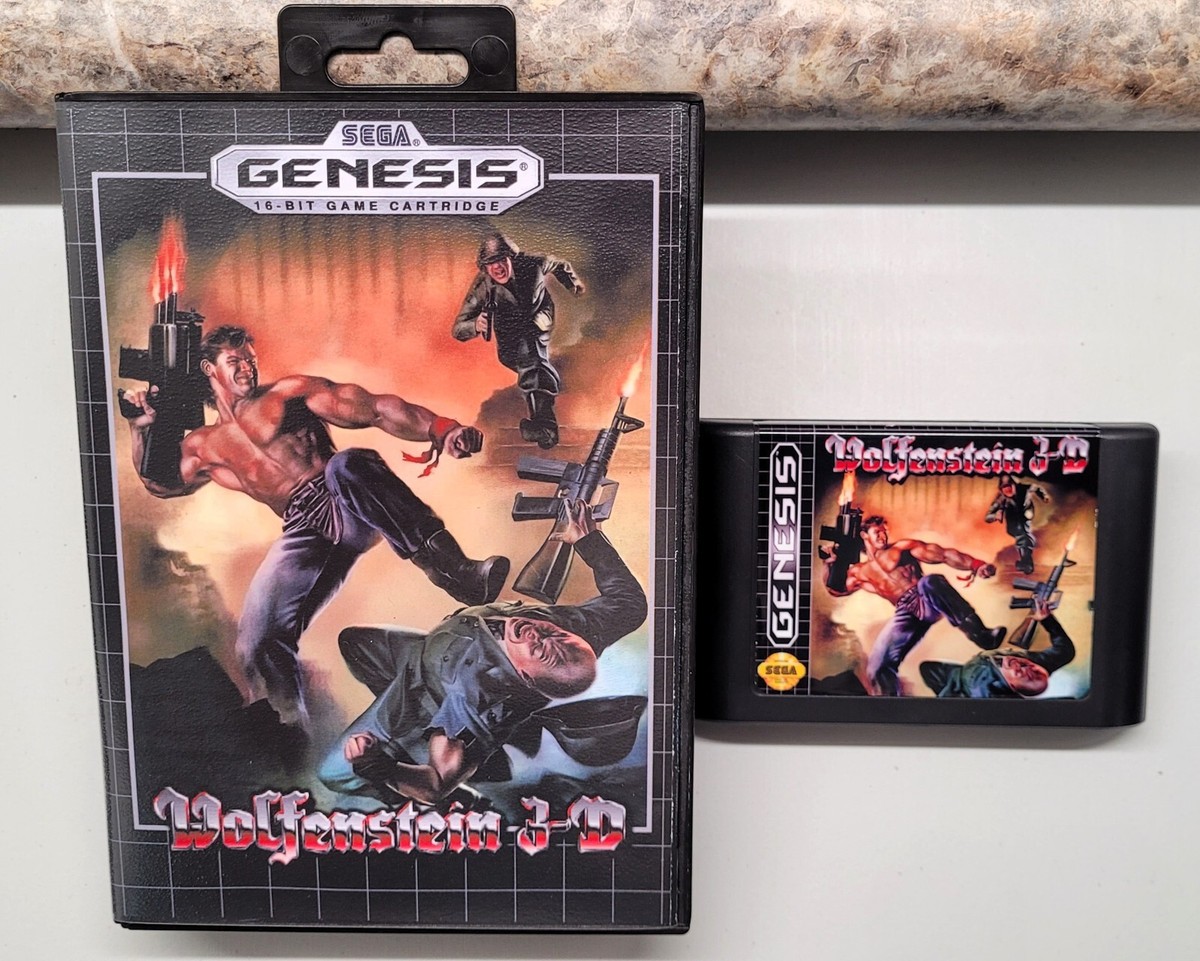 SEGA®
GENESIS®
16-BIT GAME CARTRIDGE
Wolfenstein 3-D
Wolfenstein 3-D
GENESIS
SEGA